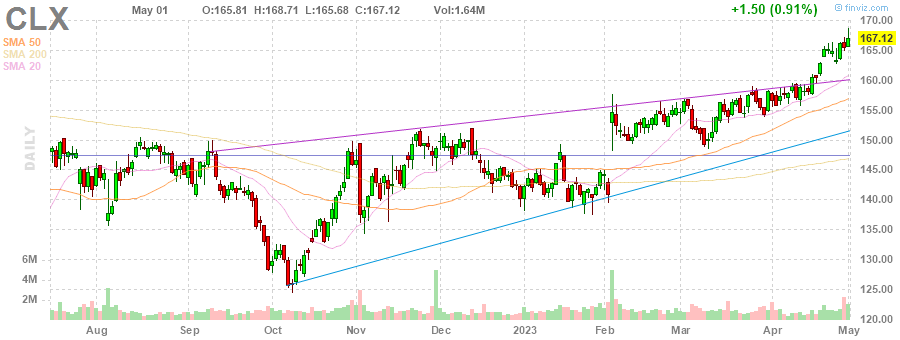 CLX May 01 O:165.81 H:168.71 L:165.68 C:167.12 Vol:1.64M +1.50 (0.91%) © finviz.com
SMA 50
SMA 200
SMA 20
DAILY
170.00
167.12
165.00
160.00
155.00
150.00
145.00
140.00
135.00
130.00
125.00
120.00
6M
4M
2M
Aug Sep Oct Nov Dec 2023 Feb Mar Apr May